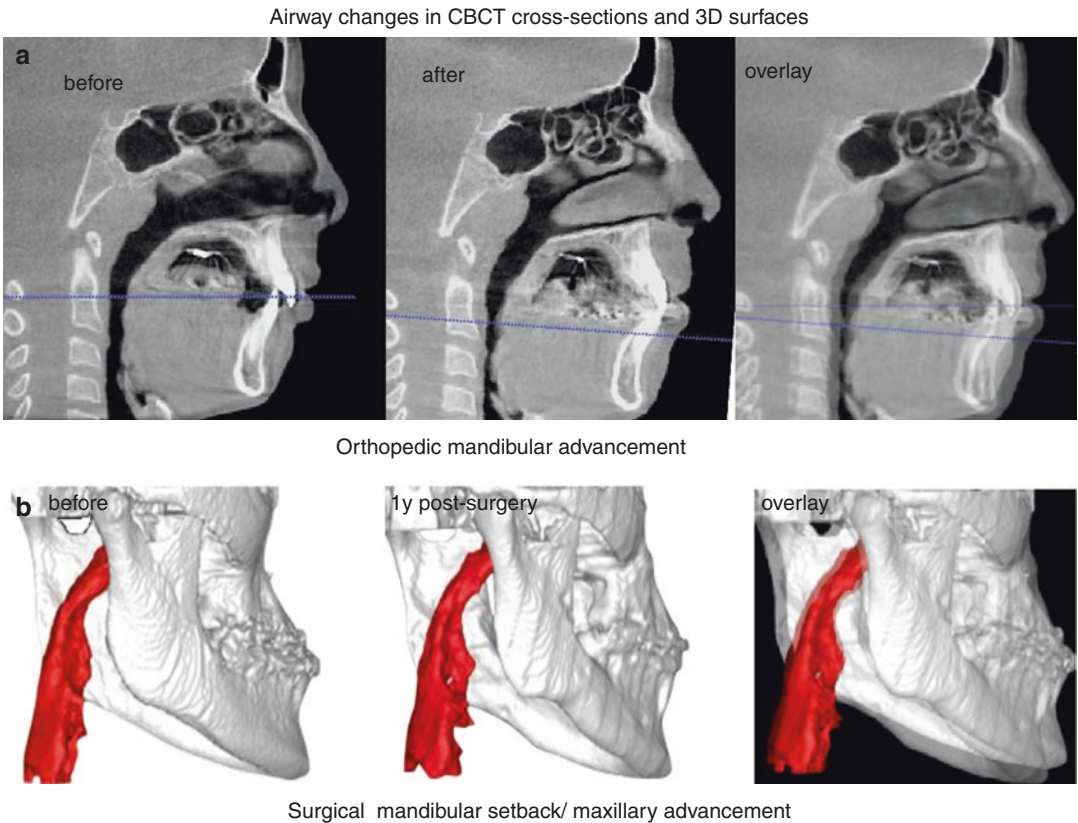 Airway changes in CBCT cross-sections and 3D surfaces
a
before
after
overlay
Orthopedic mandibular advancement
b before
1y post-surgery
overlay
Surgical mandibular setback/ maxillary advancement